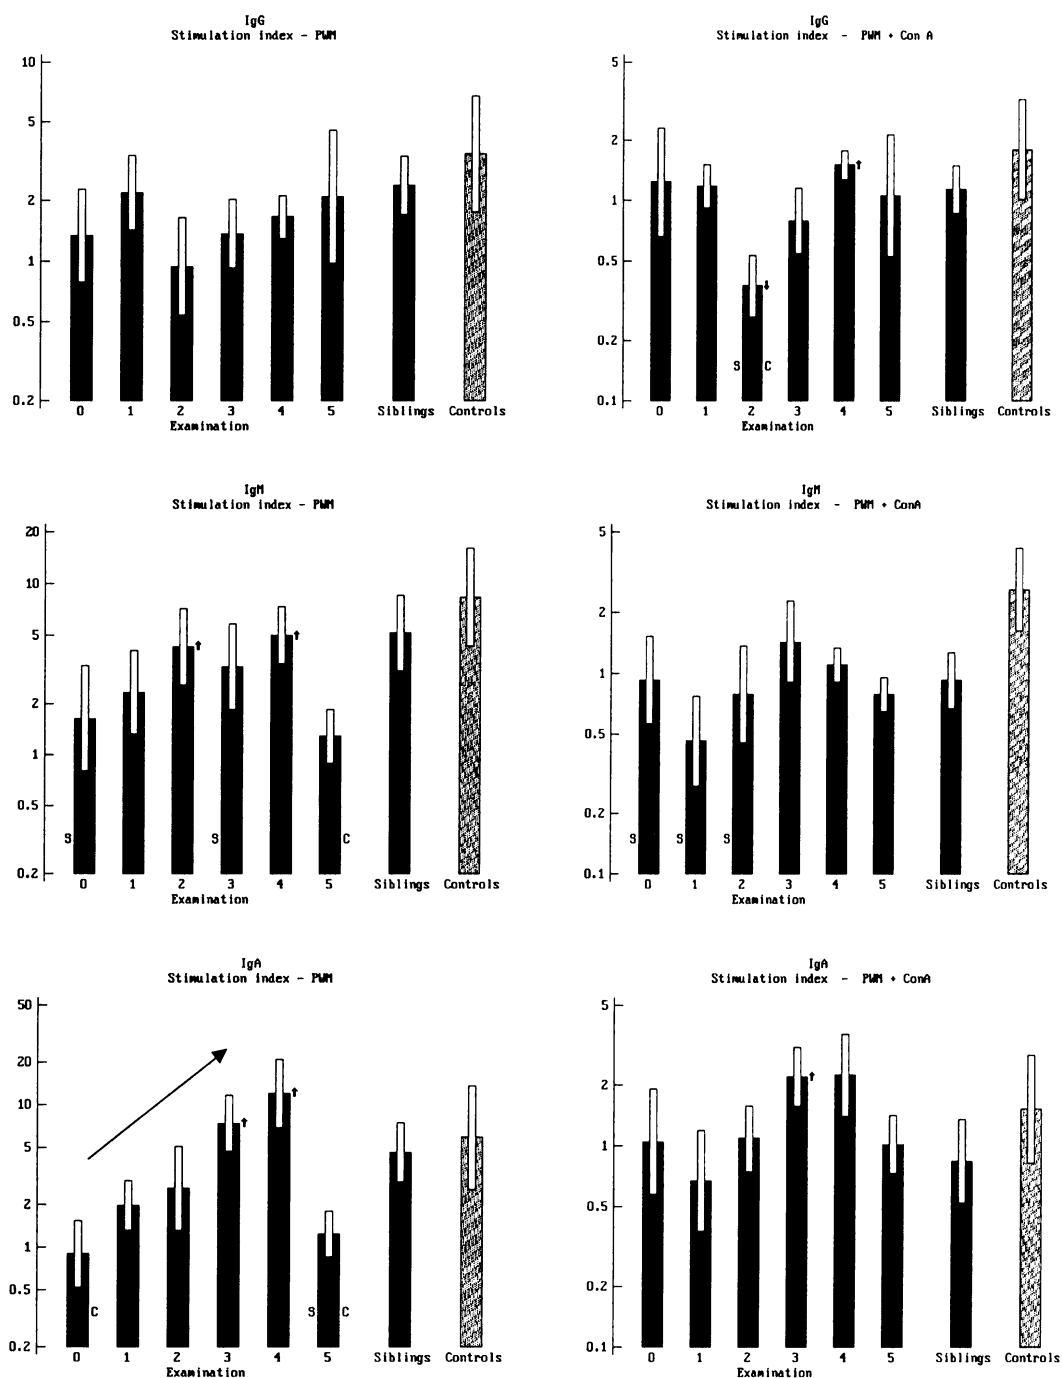 IgG
Stimulation index - PWM
10
5
2
1
0.5
0.2
0 1 2 3 4 5 Siblings Controls
Examination
IgG
Stimulation index - PWM + Con A
5
2
1
0.5
0.2
0.1
S C
0 1 2 3 4 5 Siblings Controls
Examination
IgM
Stimulation index - PWM
20
10
5
2
1
0.5
0.2
S S C
0 1 2 3 4 5 Siblings Controls
Examination
IgM
Stimulation index - PWM + ConA
5
2
1
0.5
0.2
0.1
S S S
0 1 2 3 4 5 Siblings Controls
Examination
IgA
Stimulation index - PWM
50
20
10
5
2
1
0.5
0.2
C S C
0 1 2 3 4 5 Siblings Controls
Examination
IgA
Stimulation index - PWM + ConA
5
2
1
0.5
0.2
0.1
0 1 2 3 4 5 Siblings Controls
Examination